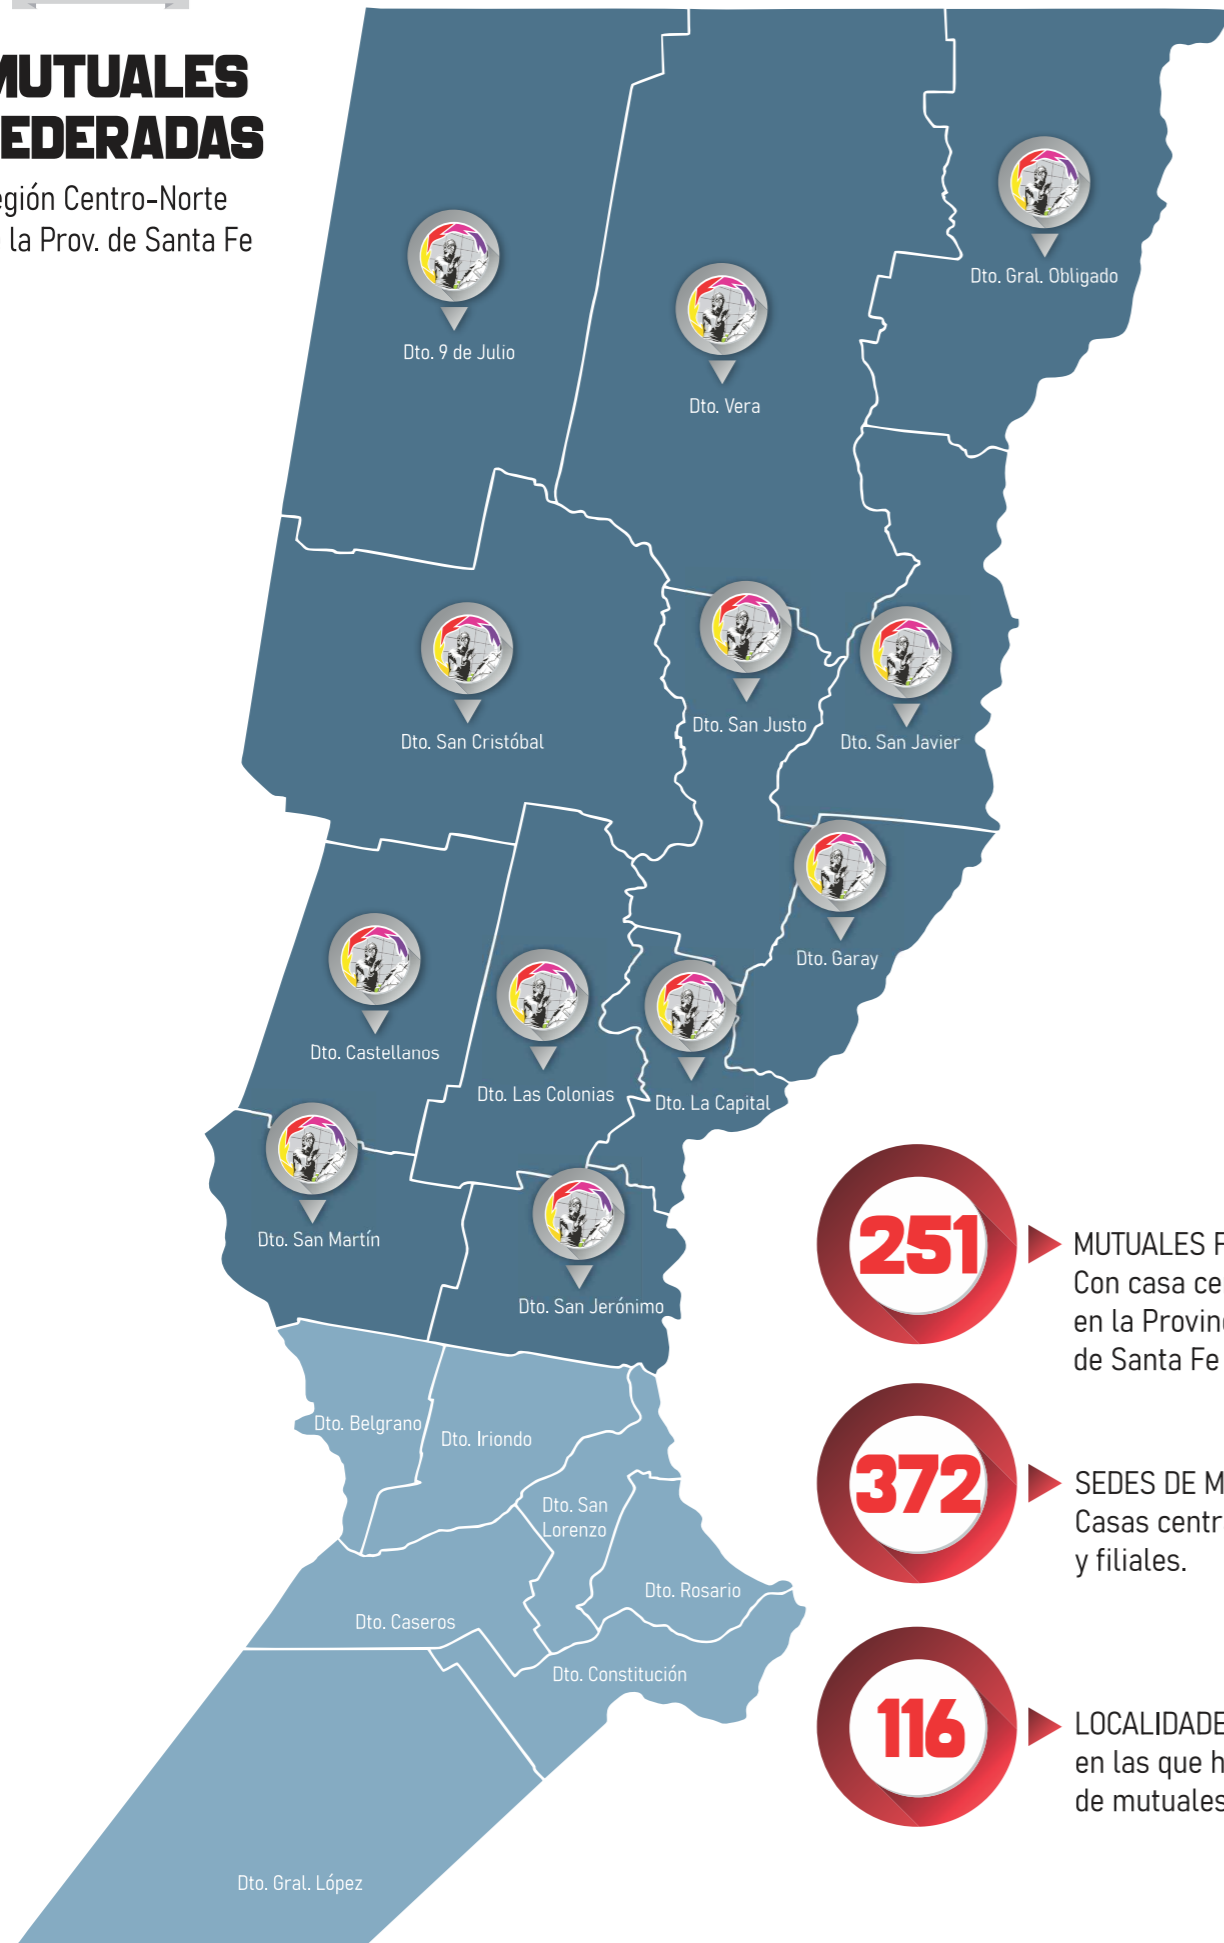 MUTUALES
EDERADAS
egión Centro-Norte
la Prov. de Santa Fe
Dto. Gral. Obligado
Dto. 9 de Julio
Dto. Vera
Dto. San Cristóbal
Dto. San Justo
Dto. San Javier
Dto. Garay
Dto. Castellanos
Dto. Las Colonias
Dto. La Capital
Dto. San Martín
Dto. San Jerónimo
Dto. Belgrano
Dto. Iriondo
Dto. San
Lorenzo
Dto. Rosario
Dto. Caseros
Dto. Constitución
Dto. Gral. López
251
MUTUALES F
Con casa ce
en la Provin
de Santa Fe
372
SEDES DE M
Casas centr
y filiales.
116
LOCALIDADE
en las que h
de mutuales